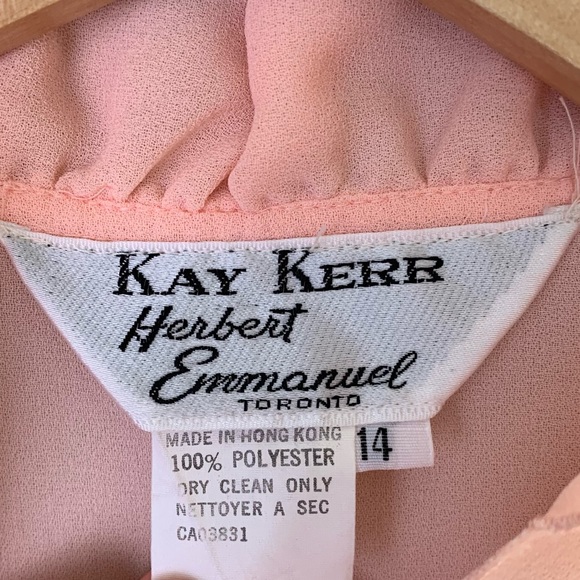 KAY KERR
Herbert
Emmanuel
TORONTO
MADE IN HONG KONG
100% POLYESTER
DRY CLEAN ONLY
NETTOYER A SEC
CA03831
14